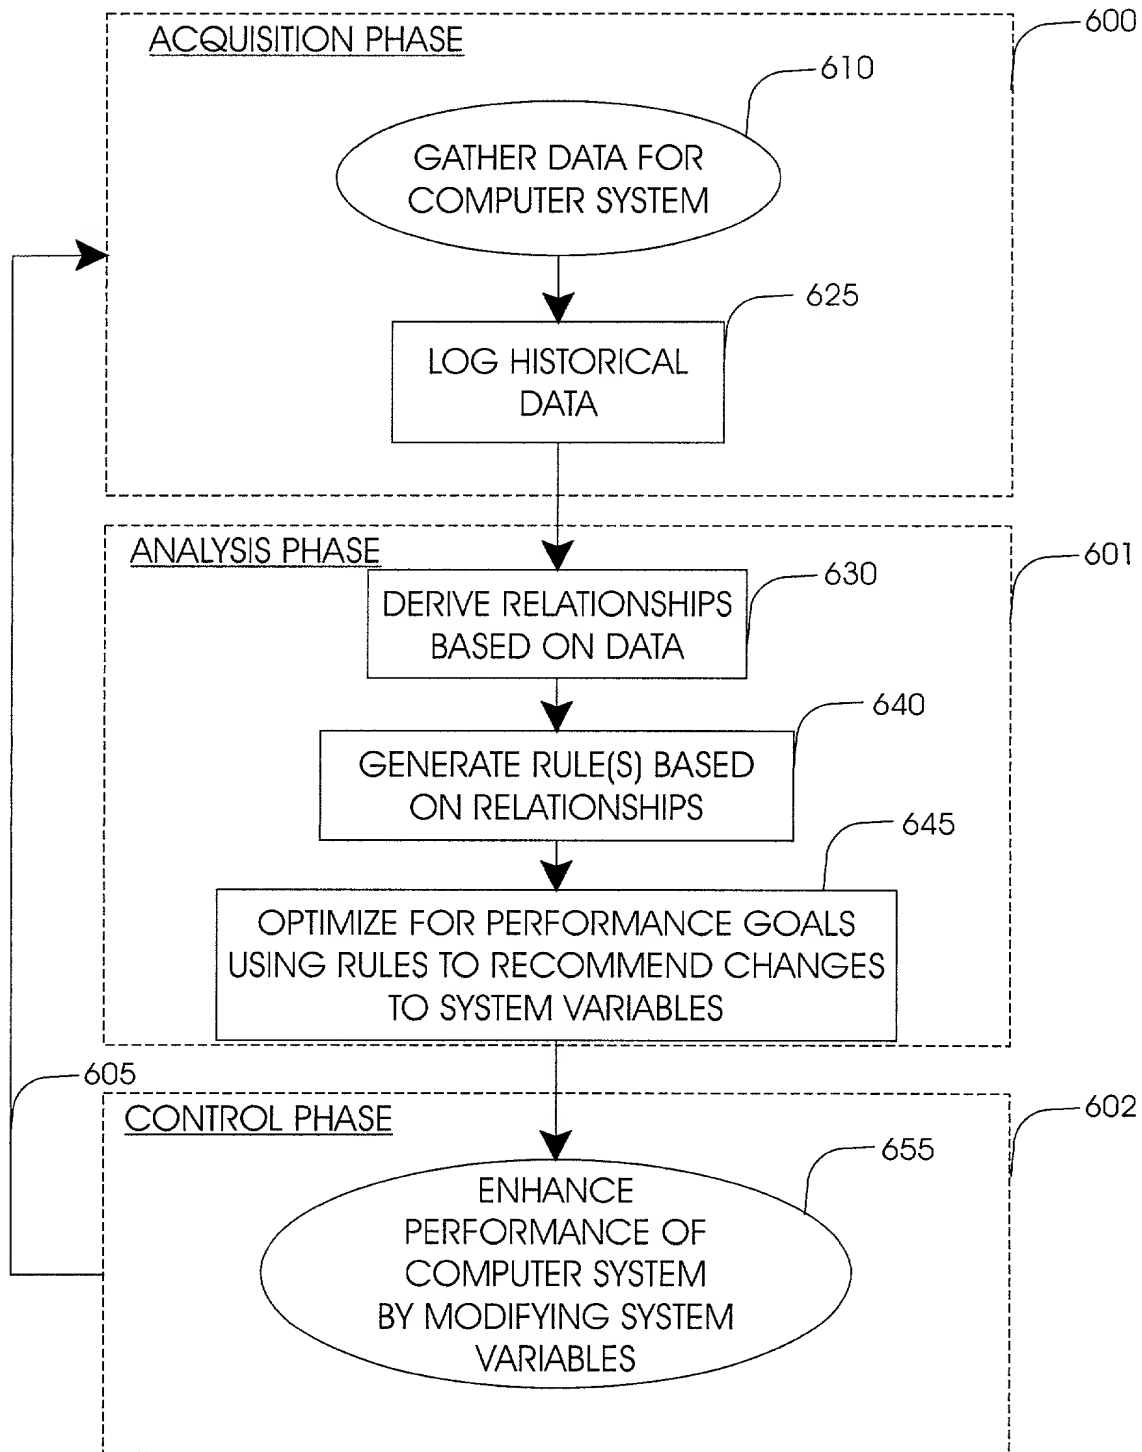 ACQUISITION PHASE
600
610
GATHER DATA FOR
COMPUTER SYSTEM
625
LOG HISTORICAL
DATA
ANALYSIS PHASE
601
630
DERIVE RELATIONSHIPS
BASED ON DATA
640
GENERATE RULE(S) BASED
ON RELATIONSHIPS
645
OPTIMIZE FOR PERFORMANCE GOALS
USING RULES TO RECOMMEND CHANGES
TO SYSTEM VARIABLES
605
CONTROL PHASE
602
655
ENHANCE
PERFORMANCE OF
COMPUTER SYSTEM
BY MODIFYING SYSTEM
VARIABLES